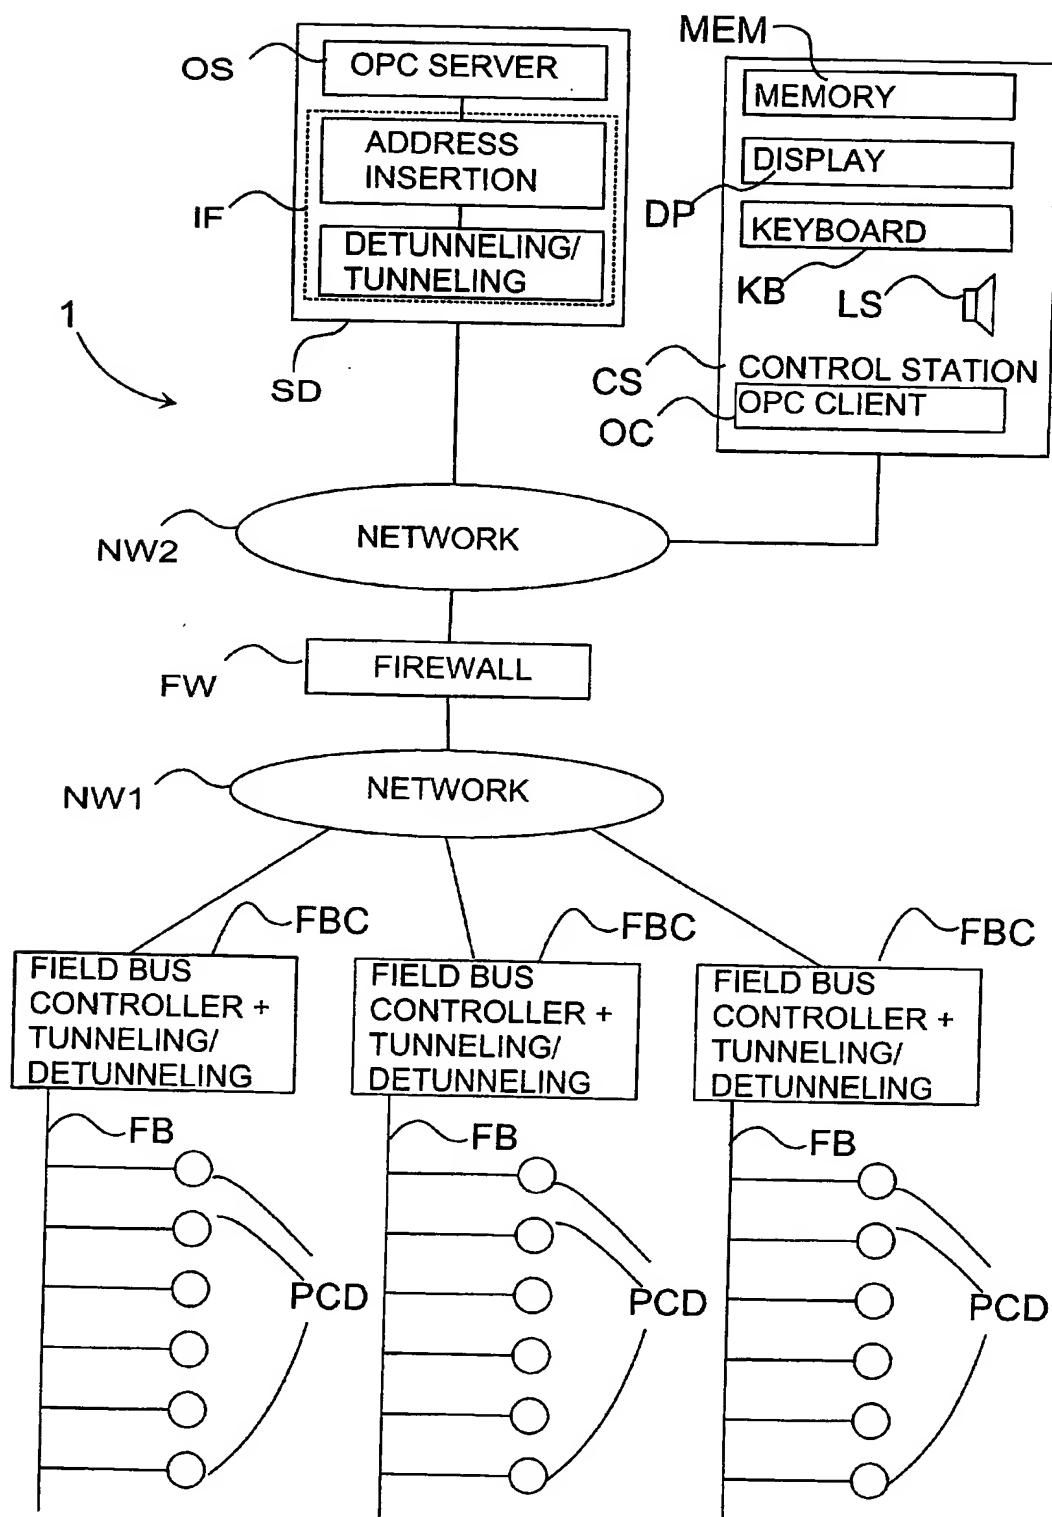 MEM
OS
OPC SERVER
MEMORY
ADDRESS
INSERTION
DISPLAY
IF
DP
KEYBOARD
DETUNNELING/
TUNNELING
KB
LS
1
SD
CS
CONTROL STATION
OC
OPC CLIENT
NW2
NETWORK
FW
FIREWALL
NW1
NETWORK
FBC
FBC
FBC
FIELD BUS
CONTROLLER +
TUNNELING/
DETUNNELING
FIELD BUS
CONTROLLER +
TUNNELING/
DETUNNELING
FIELD BUS
CONTROLLER +
TUNNELING/
DETUNNELING
FB
FB
FB
PCD
PCD
PCD